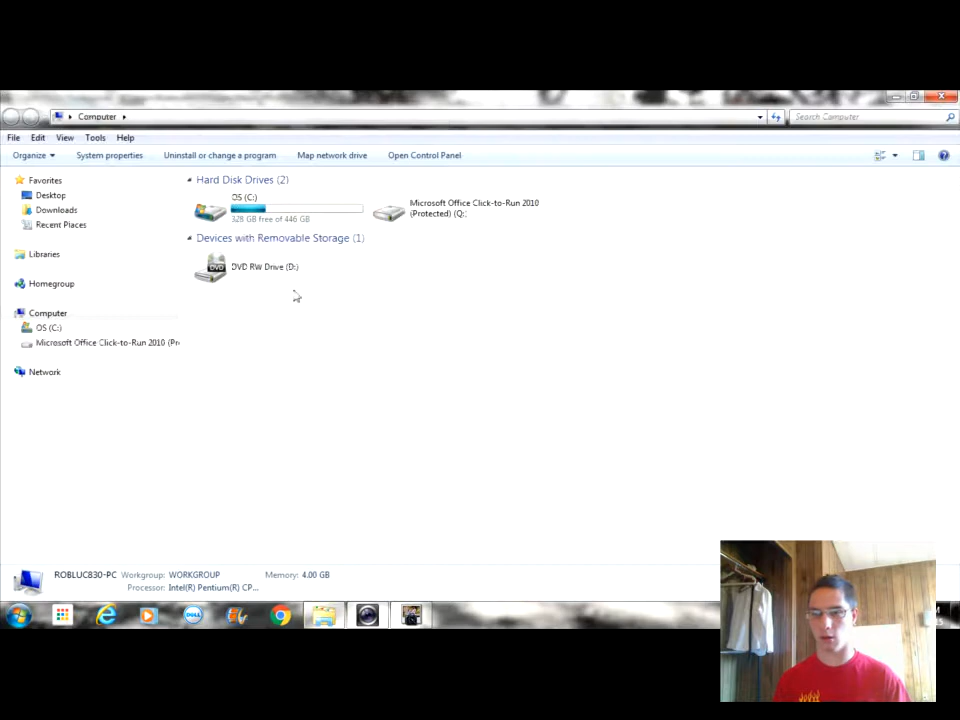 Computer
Search Computer
File Edit View Tools Help
Organize System properties Uninstall or change a program Map network drive Open Control Panel
Favorites
Desktop
Downloads
Recent Places
Libraries
Homegroup
Computer
OS (C:)
Microsoft Office Click-to-Run 2010 (Pr
Network
Hard Disk Drives (2)
OS (C:)
328 GB free of 446 GB
Microsoft Office Click-to-Run 2010
(Protected) (Q:
Devices with Removable Storage (1)
DVD
DVD RW Drive (D:)
ROBLUC830-PC Workgroup: WORKGROUP Memory: 4.00 GB
Processor: Intel(R) Pentium(R) CP...
DELL